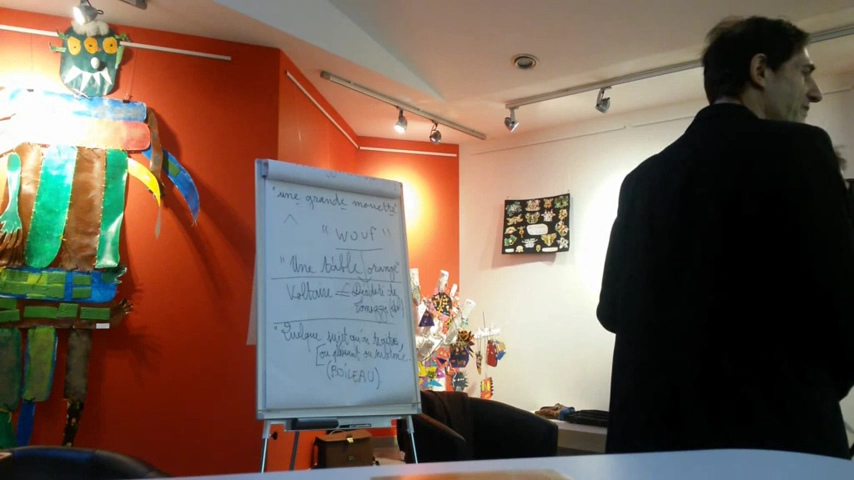 "une grande mouette"
"WOUF"
"Une table orange"
Voltaire
"Quelque sujet qu'on traite,
ou plaisant, ou sublime
(BOILEAU)